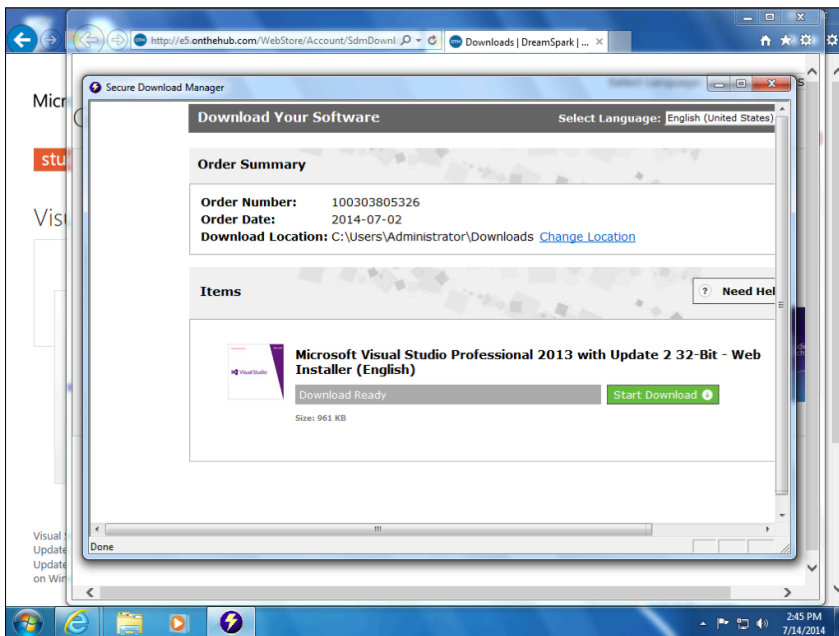 http://e5.onthehub.com/WebStore/Account/SdmDownl
Downloads | DreamSpark | ...
Secure Download Manager
Micr
stu
Visu
Download Your Software
Select Language: English (United States)
Order Summary
Order Number: 100303805326
Order Date: 2014-07-02
Download Location: C:\Users\Administrator\Downloads Change Location
Items
? Need Hel
Visual Studio
Microsoft Visual Studio Professional 2013 with Update 2 32-Bit - Web
Installer (English)
Download Ready
Start Download
Size: 961 KB
Done
Visual S
Update
Update
on Win
2:45 PM
7/14/2014